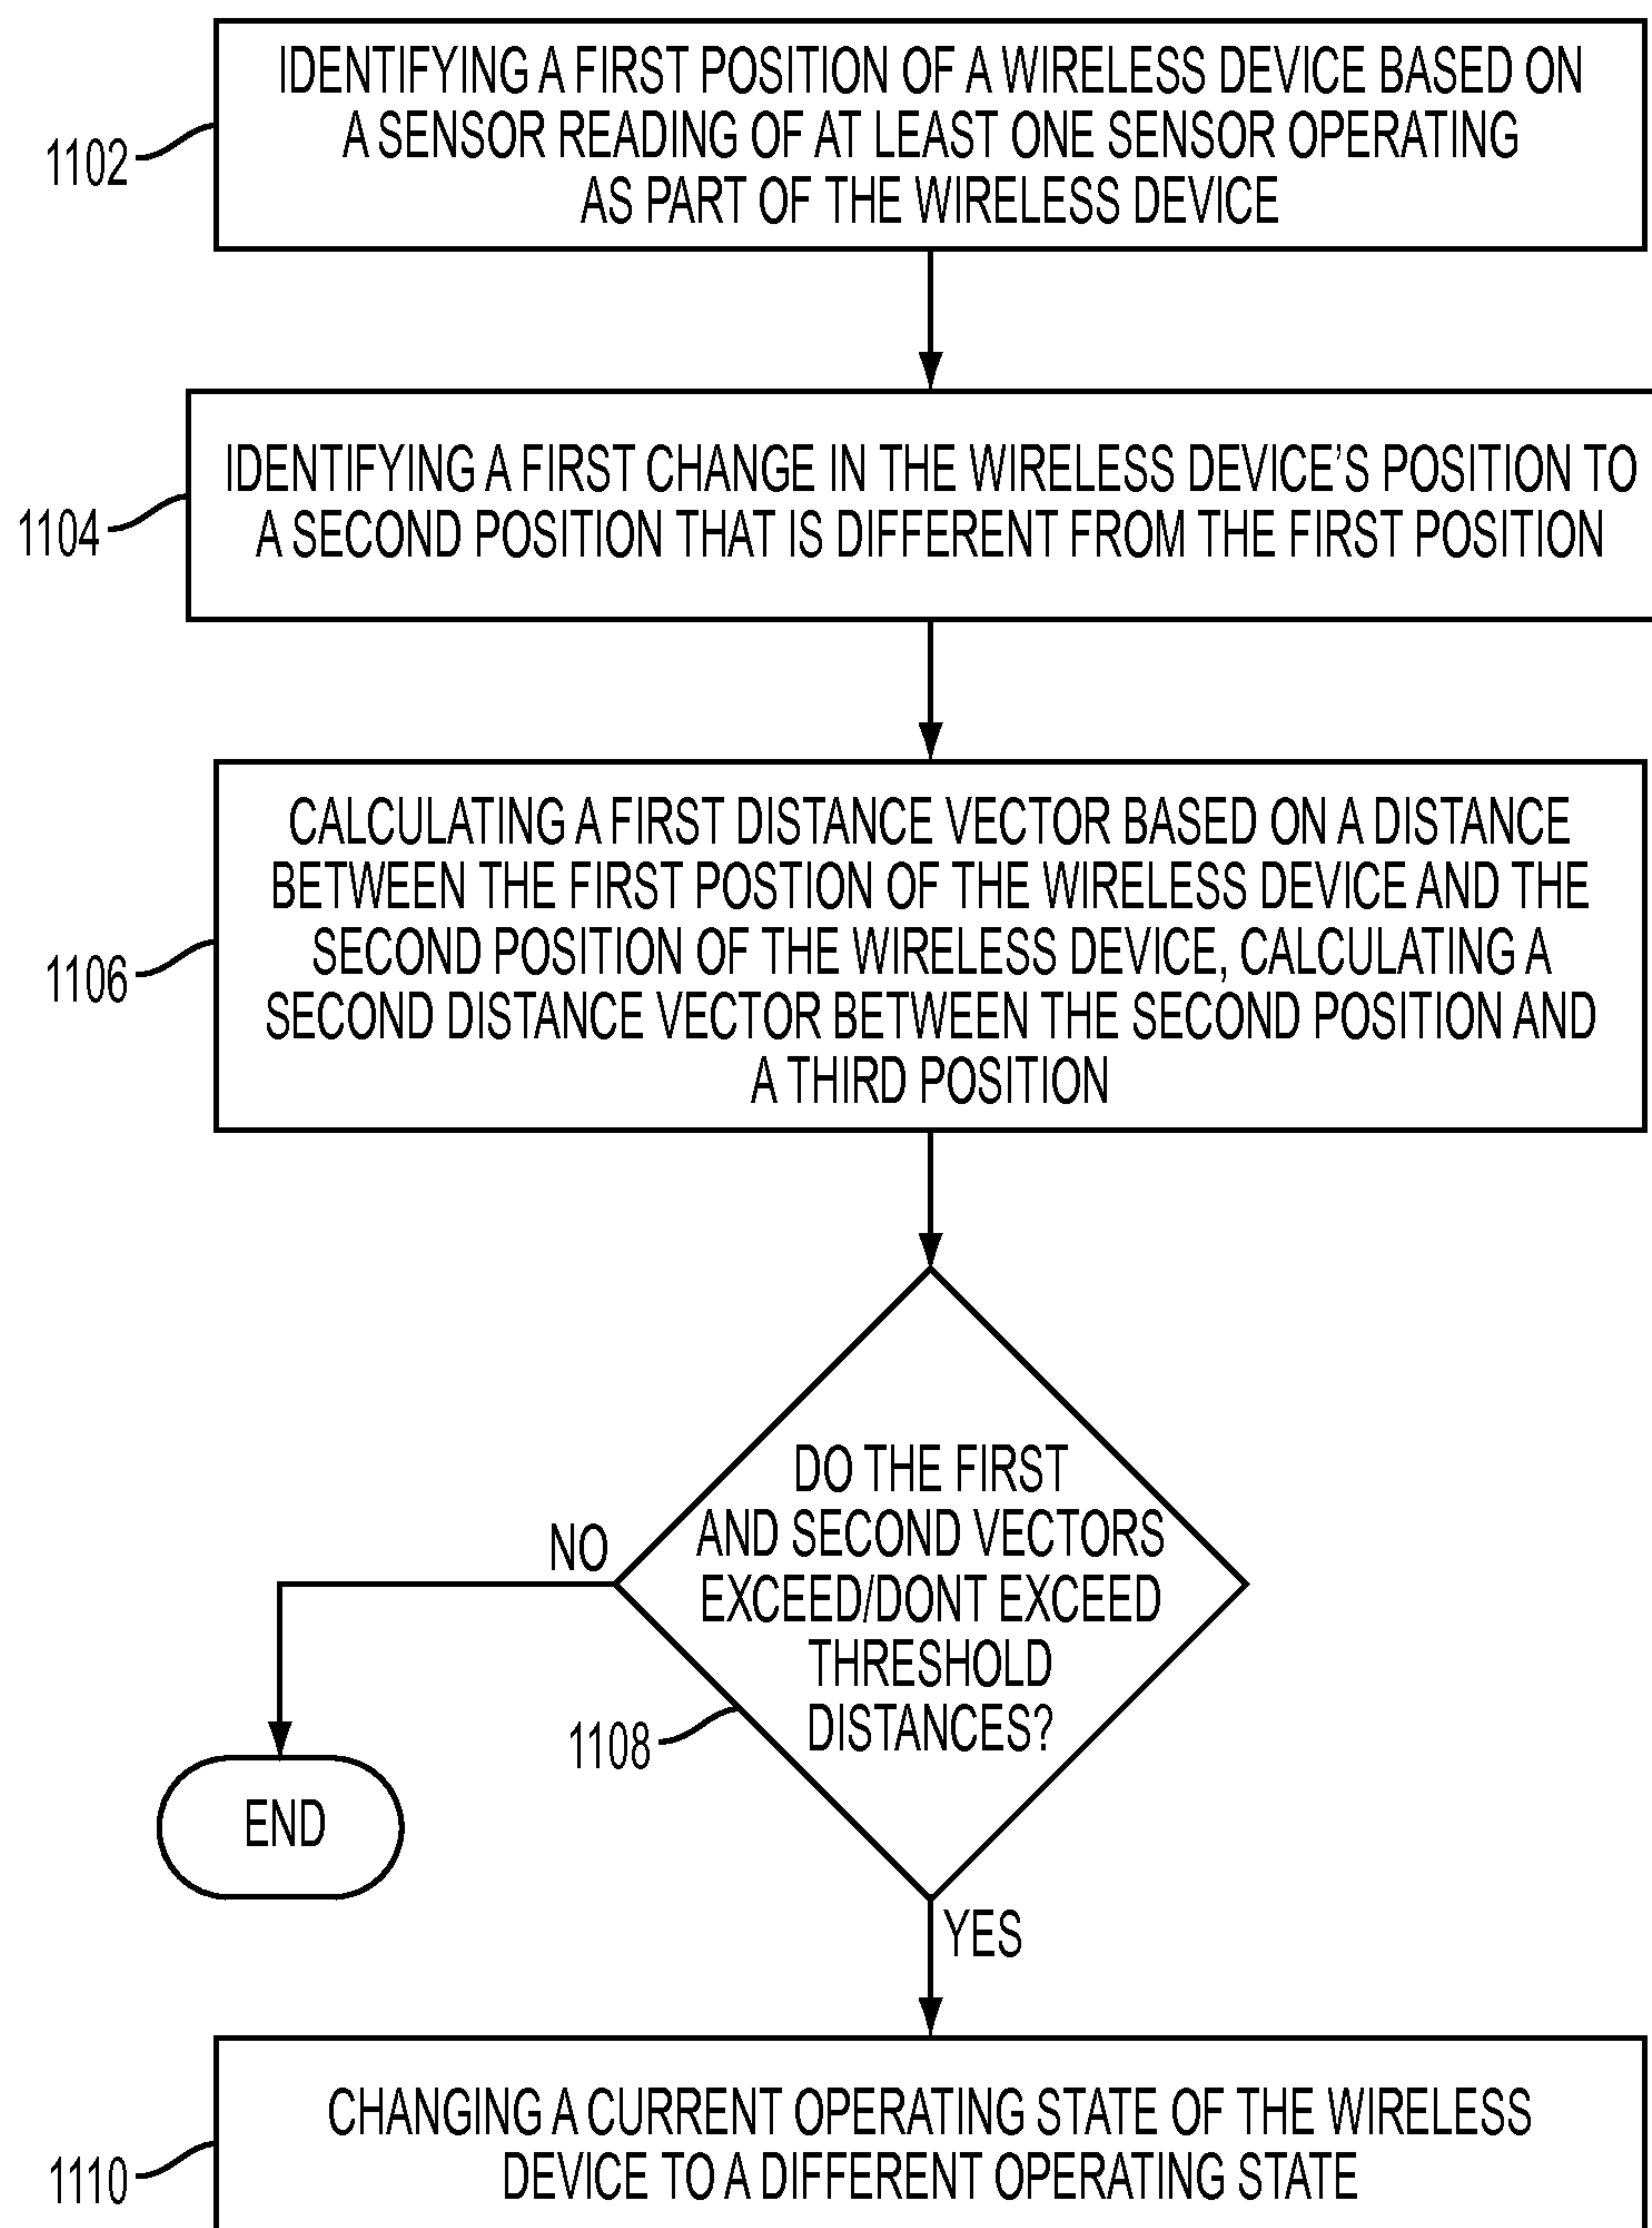 IDENTIFYING A FIRST POSITION OF A WIRELESS DEVICE BASED ON
A SENSOR READING OF AT LEAST ONE SENSOR OPERATING
AS PART OF THE WIRELESS DEVICE
1102
IDENTIFYING A FIRST CHANGE IN THE WIRELESS DEVICE'S POSITION TO
A SECOND POSITION THAT IS DIFFERENT FROM THE FIRST POSITION
1104
CALCULATING A FIRST DISTANCE VECTOR BASED ON A DISTANCE
BETWEEN THE FIRST POSTION OF THE WIRELESS DEVICE AND THE
SECOND POSITION OF THE WIRELESS DEVICE, CALCULATING A
SECOND DISTANCE VECTOR BETWEEN THE SECOND POSITION AND
A THIRD POSITION
1106
DO THE FIRST
AND SECOND VECTORS
EXCEED/DONT EXCEED
THRESHOLD
DISTANCES?
NO
1108
END
YES
CHANGING A CURRENT OPERATING STATE OF THE WIRELESS
DEVICE TO A DIFFERENT OPERATING STATE
1110